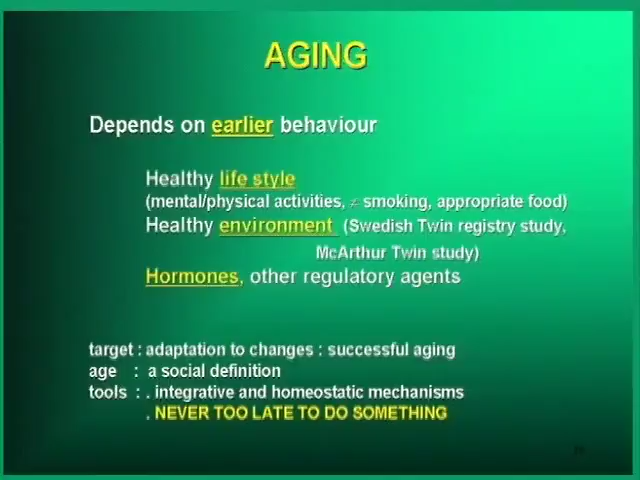 AGING
Depends on earlier behaviour
Healthy life style
(mental/physical activities, ≠ smoking, appropriate food)
Healthy environment (Swedish Twin registry study,
McArthur Twin study)
Hormones, other regulatory agents
target : adaptation to changes : successful aging
age : a social definition
tools : . integrative and homeostatic mechanisms
. NEVER TOO LATE TO DO SOMETHING